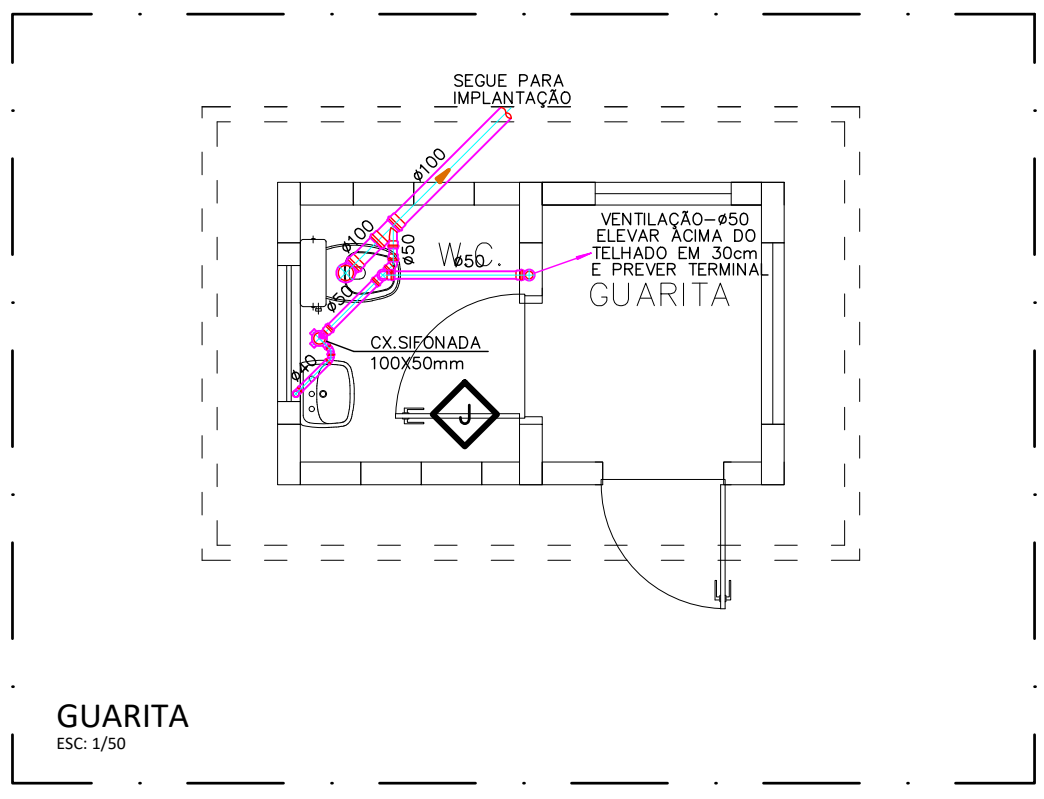 SEGUE PARA
IMPLANTAÇÃO
ø100
ø100
ø50
W.C.
ø50
VENTILAÇÃO-ø50
ELEVAR ACIMA DO
TELHADO EM 30cm
E PREVER TERMINAL
GUARITA
ø50
CX.SIFONADA
100X50mm
ø40
J
GUARITA
ESC: 1/50